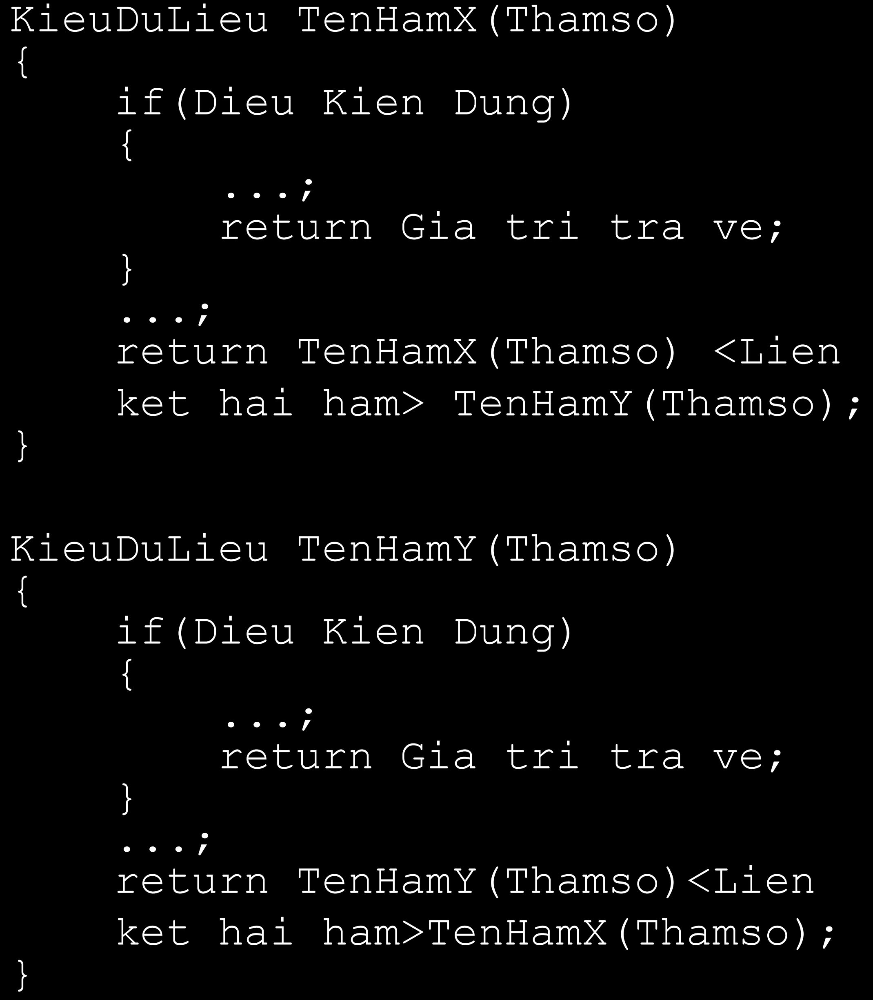 KieuDuLieu TenHamX(Thamso)
{
    if(Dieu Kien Dung)
    {
        ...;
        return Gia tri tra ve;
    }
    ...;
    return TenHamX(Thamso) <Lien
    ket hai ham> TenHamY(Thamso);
}

KieuDuLieu TenHamY(Thamso)
{
    if(Dieu Kien Dung)
    {
        ...;
        return Gia tri tra ve;
    }
    ...;
    return TenHamY(Thamso)<Lien
    ket hai ham>TenHamX(Thamso);
}